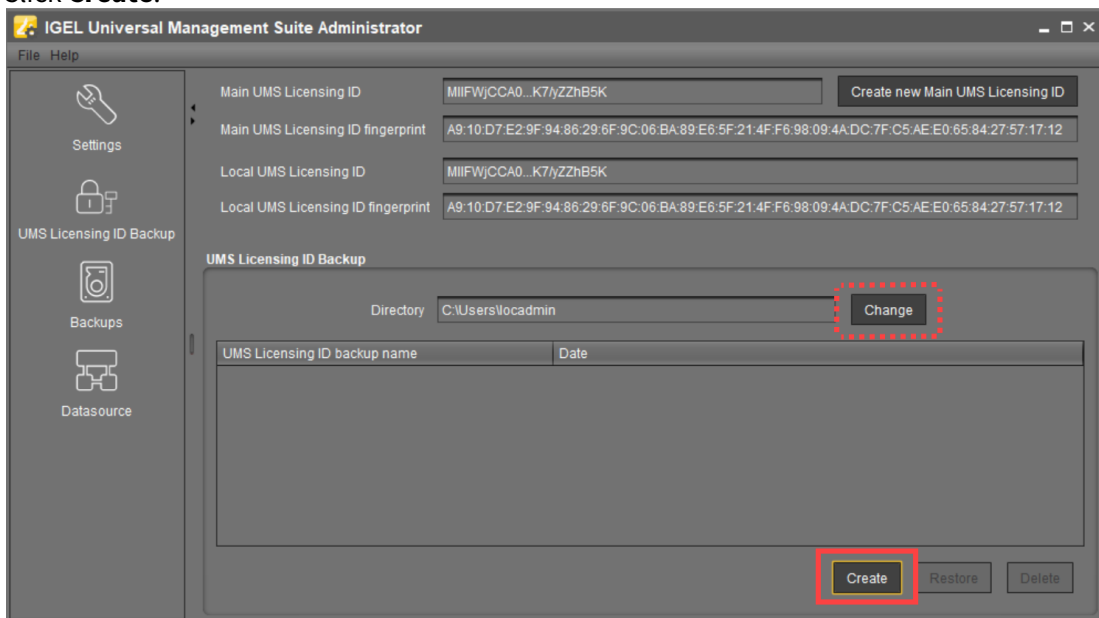 Click Create.
IGEL Universal Management Suite Administrator
File Help
Settings
UMS Licensing ID Backup
Backups
Datasource
Main UMS Licensing ID MIIFWjCCA0...K7/yZZhB5K Create new Main UMS Licensing ID
Main UMS Licensing ID fingerprint A9:10:D7:E2:9F:94:86:29:6F:9C:06:BA:89:E6:5F:21:4F:F6:98:09:4A:DC:7F:C5:AE:E0:65:84:27:57:17:12
Local UMS Licensing ID MIIFWjCCA0...K7/yZZhB5K
Local UMS Licensing ID fingerprint A9:10:D7:E2:9F:94:86:29:6F:9C:06:BA:89:E6:5F:21:4F:F6:98:09:4A:DC:7F:C5:AE:E0:65:84:27:57:17:12
UMS Licensing ID Backup
Directory C:\Users\locadmin Change
UMS Licensing ID backup name Date
Create Restore Delete